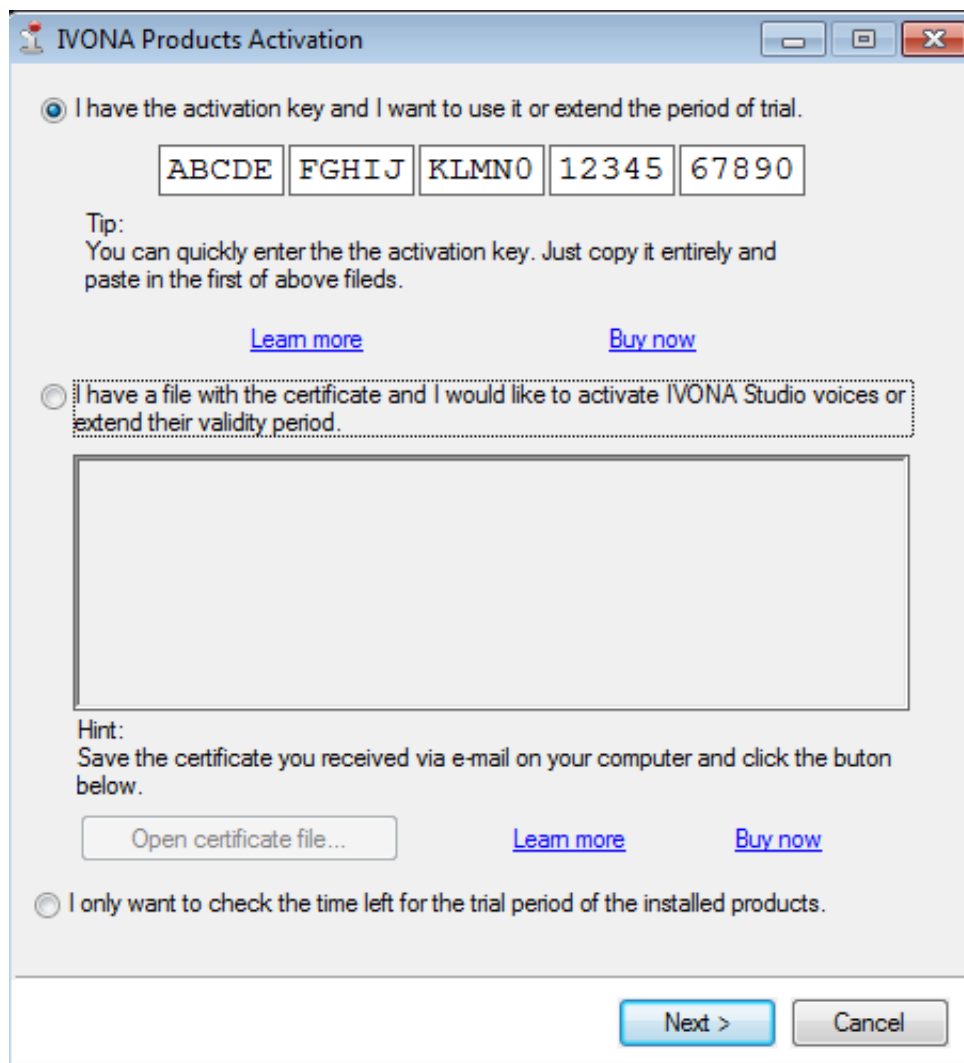 IVONA Products Activation
I have the activation key and I want to use it or extend the period of trial.
ABCDE FGHIJ KLMN0 12345 67890
Tip:
You can quickly enter the the activation key. Just copy it entirely and
paste in the first of above fileds.
Learn more Buy now
I have a file with the certificate and I would like to activate IVONA Studio voices or
extend their validity period.
Hint:
Save the certificate you received via e-mail on your computer and click the buton
below.
Open certificate file... Learn more Buy now
I only want to check the time left for the trial period of the installed products.
Next > Cancel